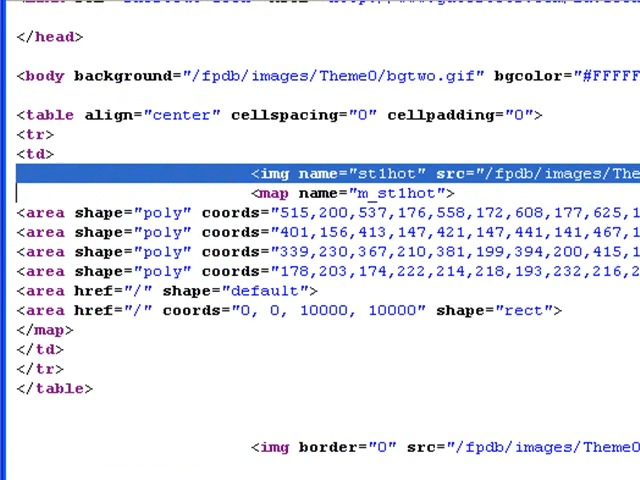 </head>
<body background="/fpdb/images/Theme0/bgtwo.gif" bgcolor="#FFFFF
<table align="center" cellspacing="0" cellpadding="0">
<tr>
<td>
<img name="st1hot" src="/fpdb/images/The
<map name="m_st1hot">
<area shape="poly" coords="515,200,537,176,558,172,608,177,625,1
<area shape="poly" coords="401,156,413,147,421,147,441,141,467,1
<area shape="poly" coords="339,230,367,210,381,199,394,200,415,1
<area shape="poly" coords="178,203,174,222,214,218,193,232,216,2
<area href="/" shape="default">
<area href="/" coords="0, 0, 10000, 10000" shape="rect">
</map>
</td>
</tr>
</table>
<img border="0" src="/fpdb/images/Theme0